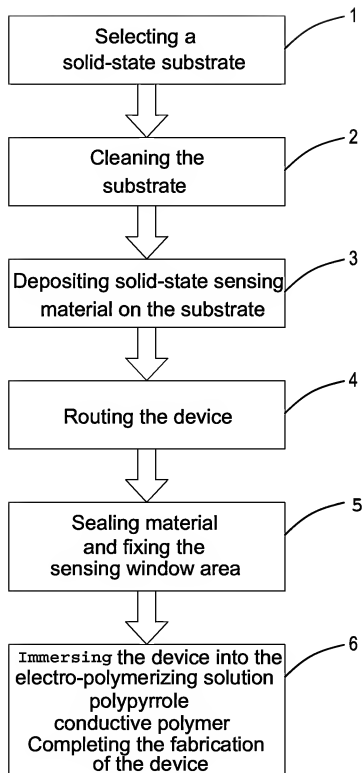 Selecting a
solid-state substrate
1
Cleaning the
substrate
2
Depositing solid-state sensing
material on the substrate
3
Routing the device
4
Sealing material
and fixing the
sensing window area
5
Immersing the device into the
electro-polymerizing solution
polypyrrole
conductive polymer
Completing the fabrication
of the device
6